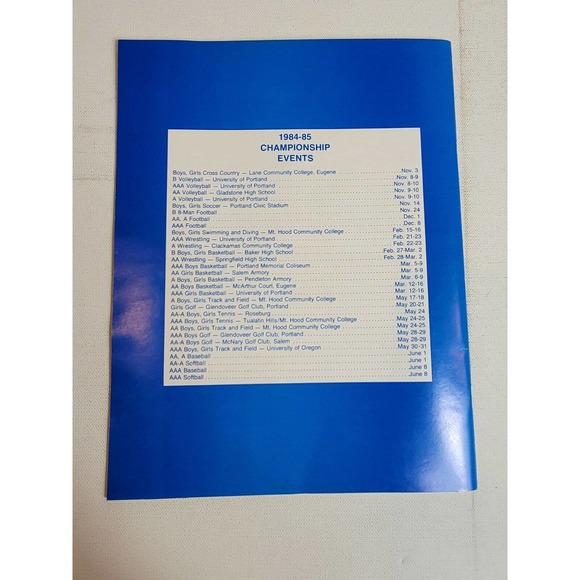 1984-85
CHAMPIONSHIP
EVENTS
Boys, Girls Cross Country — Lane Community College, Eugene ..... Nov. 3
B Volleyball — University of Portland ..... Nov. 8-9
AAA Volleyball — University of Portland ..... Nov. 8-10
AA Volleyball — Gladstone High School ..... Nov. 9-10
A Volleyball — University of Portland ..... Nov. 9-10
Boys, Girls Soccer — Portland Civic Stadium ..... Nov. 14
B 8-Man Football ..... Nov. 24
AA, A Football ..... Dec. 1
AAA Football ..... Dec. 8
Boys, Girls Swimming and Diving — Mt. Hood Community College ..... Feb. 15-16
AAA Wrestling — University of Portland ..... Feb. 21-23
A Wrestling — Clackamas Community College ..... Feb. 22-23
B Boys, Girls Basketball — Baker High School ..... Feb. 27-Mar. 2
AA Wrestling — Springfield High School ..... Feb. 28-Mar. 2
AAA Boys Basketball — Portland Memorial Coliseum ..... Mar. 5-9
AA Girls Basketball — Salem Armory ..... Mar. 5-9
A Boys, Girls Basketball — Pendleton Armory ..... Mar. 6-9
AA Boys Basketball — McArthur Court, Eugene ..... Mar. 12-16
AAA Girls Basketball — University of Portland ..... Mar. 12-16
A Boys, Girls Track and Field — Mt. Hood Community College ..... May 17-18
Girls Golf — Glendoveer Golf Club, Portland ..... May 20-21
AA-A Boys, Girls Tennis — Roseburg ..... May 24
AAA Boys, Girls Tennis — Tualatin Hills/Mt. Hood Community College ..... May 24-25
AA Boys, Girls Track and Field — Mt. Hood Community College ..... May 24-25
AAA Boys Golf — Glendoveer Golf Club, Portland ..... May 28-29
AA-A Boys Golf — McNary Golf Club, Salem ..... May 28-29
AAA Boys, Girls Track and Field — University of Oregon ..... May 30-31
AA, A Baseball ..... June 1
AA-A Softball ..... June 1
AAA Baseball ..... June 8
AAA Softball ..... June 8